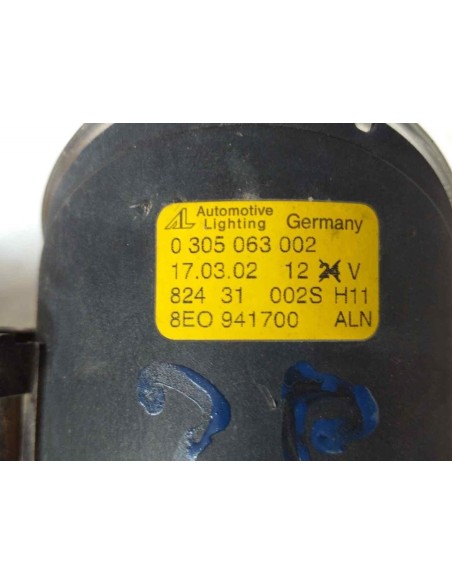 AL Automotive Lighting Germany
0 305 063 002
17.03.02 12 24 V
824 31 002S H11
8EO 941700 ALN